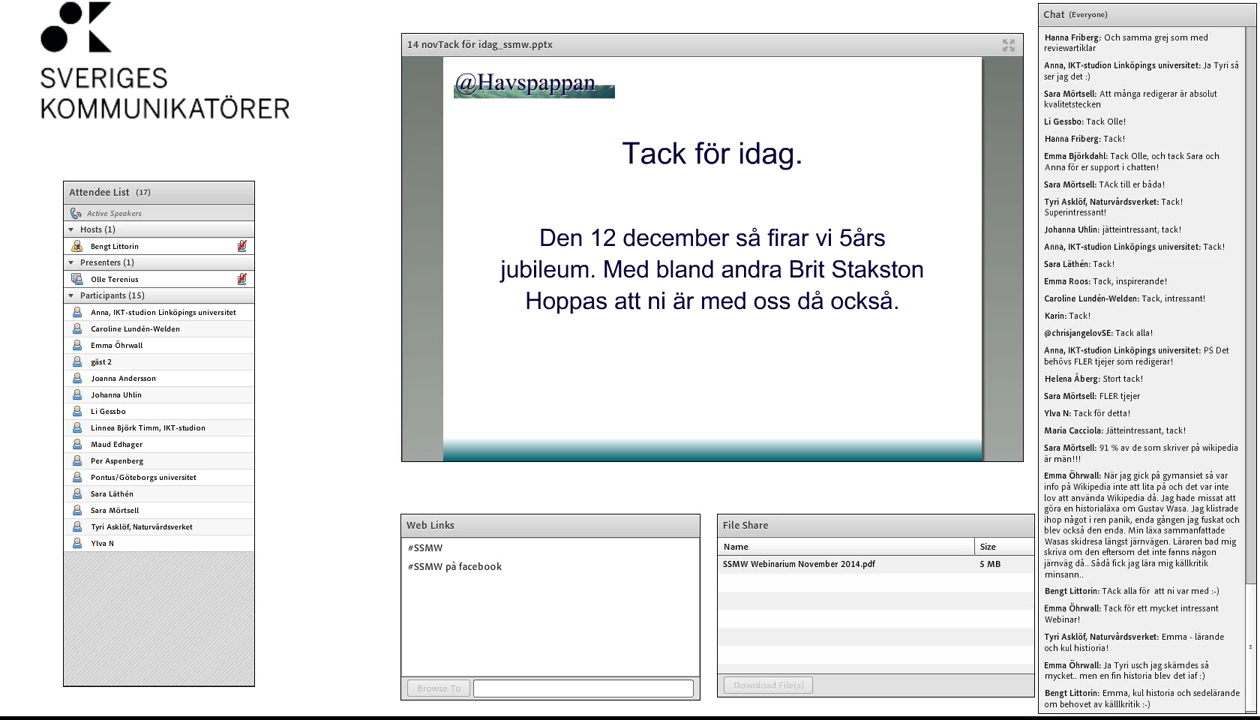 SVERIGES
KOMMUNIKATÖRER
Attendee List (17)
Active Speakers
Hosts (1)
Bengt Littorin
Presenters (1)
Olle Terenius
Participants (15)
Anna, IKT-studion Linköpings universitet
Caroline Lundén-Welden
Emma Öhrwall
gäst 2
Joanna Andersson
Johanna Uhlin
Li Gessbo
Linnea Björk Timm, IKT-studion
Maud Edhager
Per Aspenberg
Pontus/Göteborgs universitet
Sara Läthén
Sara Mörtsell
Tyri Asklöf, Naturvårdsverket
Ylva N
14 novTack för idag_ssmw.pptx
@Havspappan
Tack för idag.
Den 12 december så firar vi 5års
jubileum. Med bland andra Brit Stakston
Hoppas att ni är med oss då också.
Web Links
#SSMW
#SSMW på facebook
Browse To
File Share
Name Size
SSMW Webinarium November 2014.pdf 5 MB
Download File(s)
Chat (Everyone)
Hanna Friberg: Och samma grej som med
reviewartiklar
Anna, IKT-studion Linköpings universitet: Ja Tyri så
ser jag det :)
Sara Mörtsell: Att många redigerar är absolut
kvalitetstecken
Li Gessbo: Tack Olle!
Hanna Friberg: Tack!
Emma Björkdahl: Tack Olle, och tack Sara och
Anna för er support i chatten!
Sara Mörtsell: TAck till er båda!
Tyri Asklöf, Naturvårdsverket: Tack!
Superintressant!
Johanna Uhlin: jätteintressant, tack!
Anna, IKT-studion Linköpings universitet: Tack!
Sara Läthén: Tack!
Emma Roos: Tack, inspirerande!
Caroline Lundén-Welden: Tack, intressant!
Karin: Tack!
@chrisjangelovSE: Tack alla!
Anna, IKT-studion Linköpings universitet: PS Det
behövs FLER tjejer som redigerar!
Helena Åberg: Stort tack!
Sara Mörtsell: FLER tjejer
Ylva N: Tack för detta!
Maria Cacciola: Jätteintressant, tack!
Sara Mörtsell: 91 % av de som skriver på wikipedia
är män!!!
Emma Öhrwall: När jag gick på gymansiet så var
info på Wikipedia inte att lita på och det var inte
lov att använda Wikipedia då. Jag hade missat att
göra en historialäxa om Gustav Wasa. Jag klistrade
ihop något i ren panik, enda gången jag fuskat och
blev också den enda. Min läxa sammanfattade
Wasas skidresa längst järnvägen. Läraren bad mig
skriva om den eftersom det inte fanns någon
järnväg då.. Sådå fick jag lära mig källkritik
minsann..
Bengt Littorin: TAck alla för att ni var med :-)
Emma Öhrwall: Tack för ett mycket intressant
Webinar!
Tyri Asklöf, Naturvårdsverket: Emma - lärande
och kul histioria!
Emma Öhrwall: Ja Tyri usch jag skämdes så
mycket.. men en fin historia blev det iaf :)
Bengt Littorin: Emma, kul historia och sedelärande
om behovet av källlkritik :-)